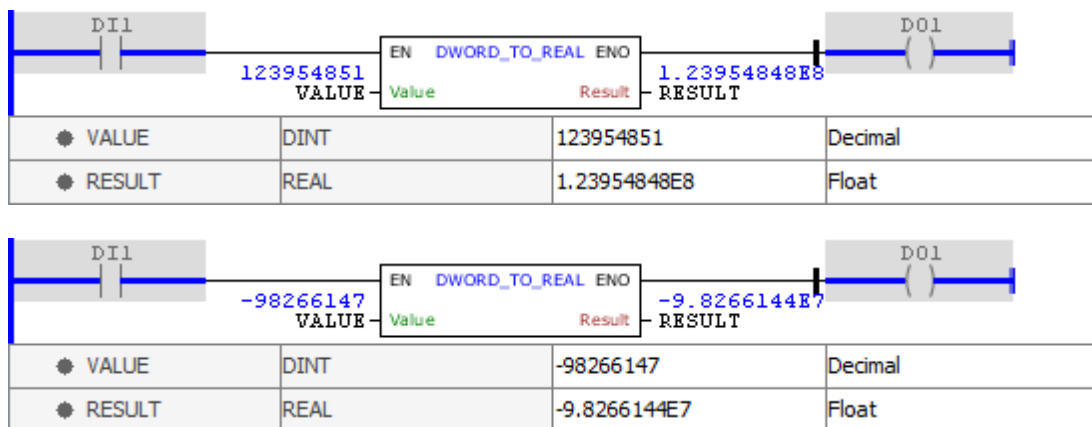 DI1 DO1
EN DWORD_TO_REAL ENO
123954851 1.23954848E8
VALUE Value Result RESULT
VALUE DINT 123954851 Decimal
RESULT REAL 1.23954848E8 Float
DI1 DO1
EN DWORD_TO_REAL ENO
-98266147 -9.8266144E7
VALUE Value Result RESULT
VALUE DINT -98266147 Decimal
RESULT REAL -9.8266144E7 Float